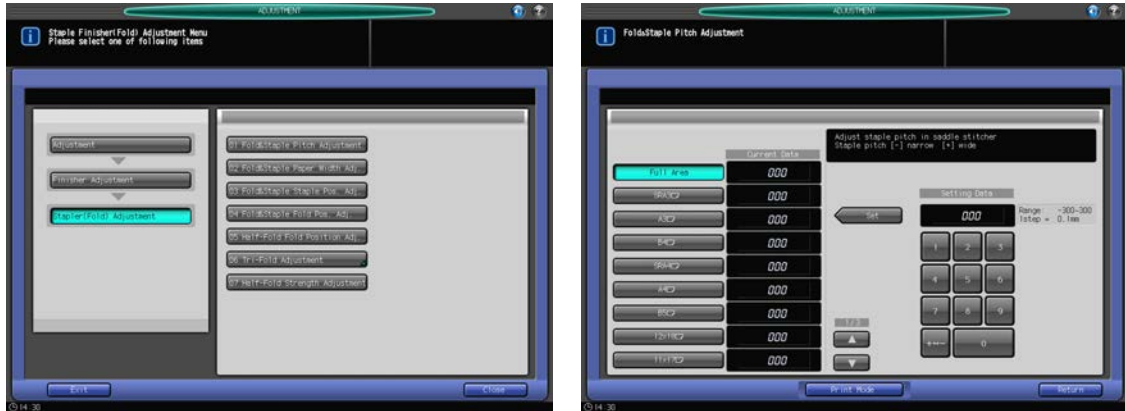 ADJUSTMENT
Staple Finisher(Fold) Adjustment Menu
Please select one of following items
Adjustment
Finisher Adjustment
Stapler(Fold) Adjustment
01 Fold&Staple Pitch Adjustment
02 Fold&Staple Paper Width Adj.
03 Fold&Staple Staple Pos. Adj.
04 Fold&Staple Fold Pos. Adj.
05 Half-Fold Fold Position Adj.
06 Tri-Fold Adjustment
07 Half-Fold Strength Adjustment
Exit
Close
14:30
ADJUSTMENT
Fold&Staple Pitch Adjustment
Adjust staple pitch in saddle stitcher
Staple pitch [-] narrow [+] wide
Current Data
Full Area 000
SRA3 000
A3 000
B4 000
SRA4 000
A4 000
B5 000
12x18 000
11x17 000
Set
Setting Data
000
Range: -300-300
1step = 0.1mm
1 2 3
4 5 6
7 8 9
0
1/3
Print Mode
Return
14:30